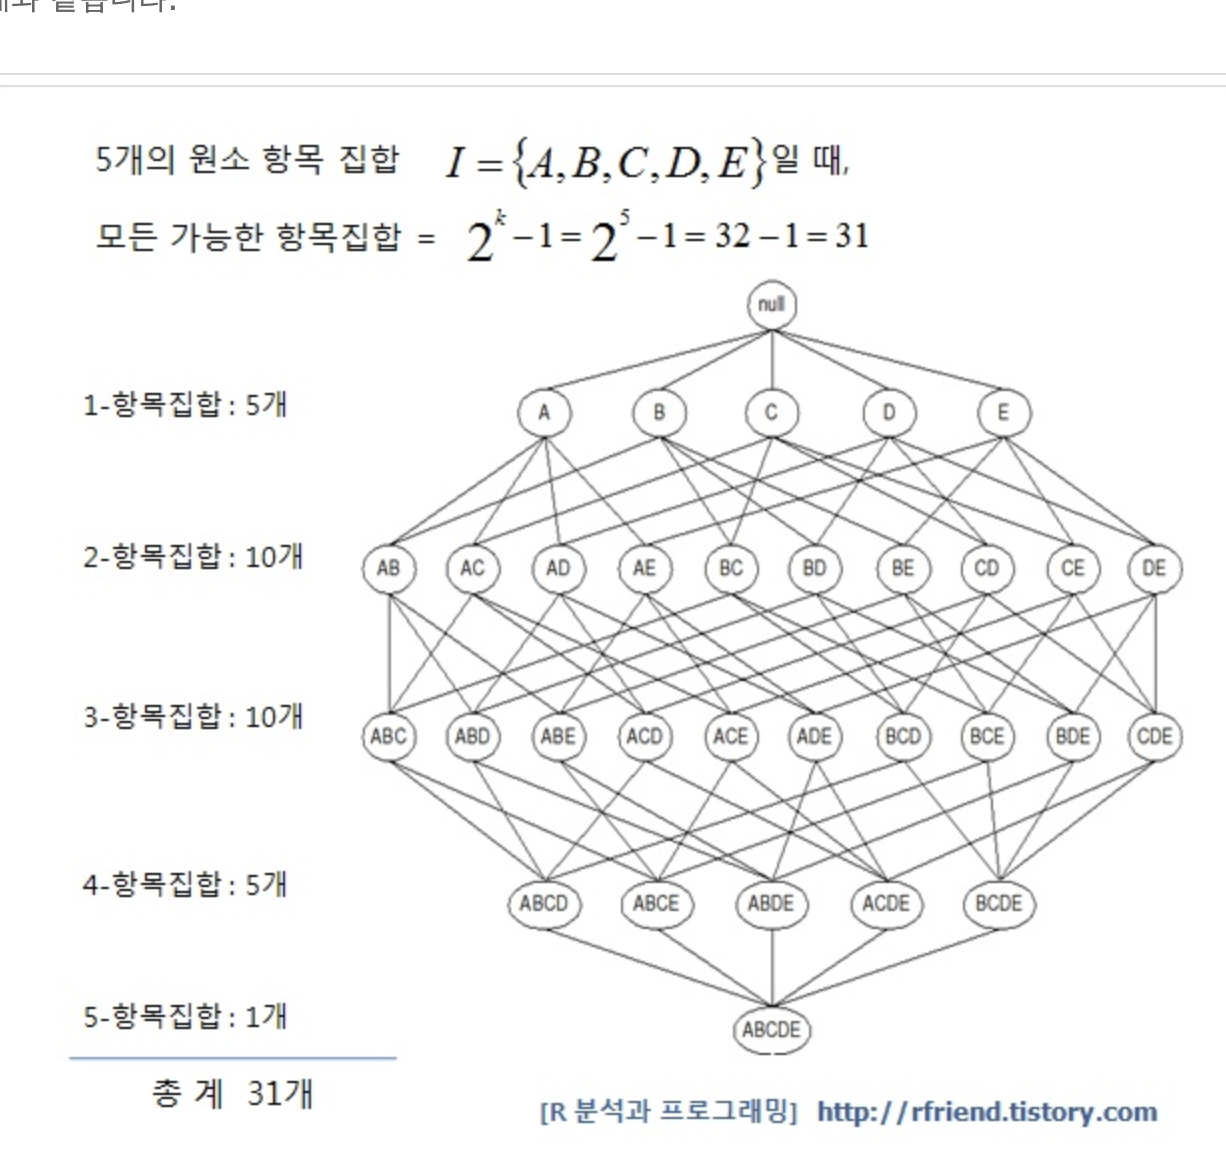 5개의 원소 항목 집합 I = {A, B, C, D, E}일 때,
모든 가능한 항목집합 = 2^k − 1 = 2^5 − 1 = 32 − 1 = 31
null
1-항목집합 : 5개
A B C D E
2-항목집합 : 10개
AB AC AD AE BC BD BE CD CE DE
3-항목집합 : 10개
ABC ABD ABE ACD ACE ADE BCD BCE BDE CDE
4-항목집합 : 5개
ABCD ABCE ABDE ACDE BCDE
5-항목집합 : 1개
ABCDE
총 계 31개
[R 분석과 프로그래밍] http://rfriend.tistory.com